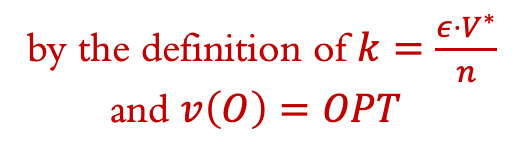 by the definition of k = ϵ·V*/n
and v(O) = OPT